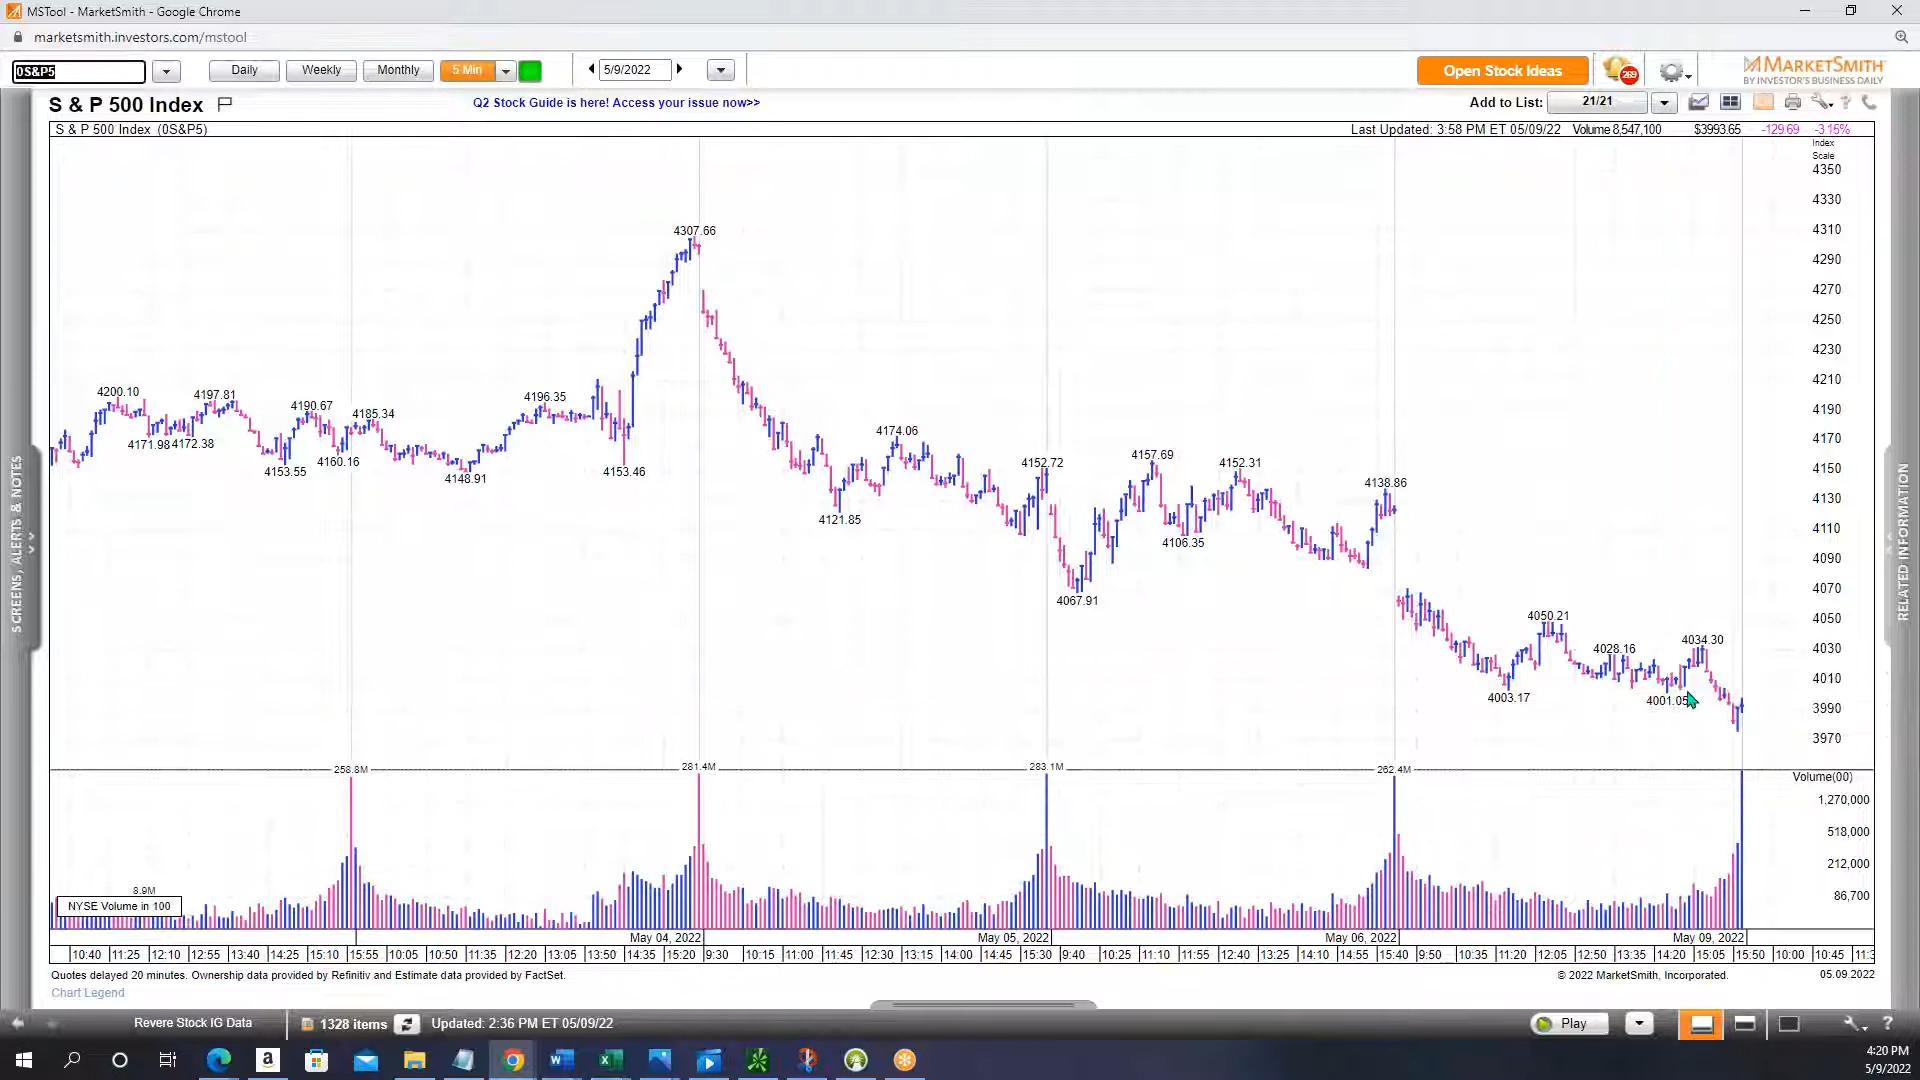 MSTool - MarketSmith - Google Chrome
marketsmith.investors.com/mstool
0S&P5
Daily
Weekly
Monthly
5 Min
5/9/2022
Open Stock Ideas
269
MARKETSMITH
BY INVESTOR'S BUSINESS DAILY
S & P 500 Index
Q2 Stock Guide is here! Access your issue now>>
Add to List:
21/21
S & P 500 Index (0S&P5)
Last Updated: 3:58 PM ET 05/09/22 Volume 8,547,100 $3993.65 -129.69 -3.15%
Index
Scale
4350
4330
4310
4290
4270
4250
4230
4210
4190
4170
4150
4130
4110
4090
4070
4050
4030
4010
3990
3970
4307.66
4200.10
4197.81
4190.67
4185.34
4196.35
4171.98
4172.38
4153.55
4160.16
4148.91
4153.46
4174.06
4121.85
4152.72
4067.91
4157.69
4106.35
4152.31
4138.86
4003.17
4050.21
4028.16
4001.05
4034.30
258.8M
281.4M
283.1M
262.4M
8.9M
NYSE Volume in 100
Volume(00)
1,270,000
518,000
212,000
86,700
May 04, 2022
May 05, 2022
May 06, 2022
May 09, 2022
10:40 11:25 12:10 12:55 13:40 14:25 15:10 15:55 10:05 10:50 11:35 12:20 13:05 13:50 14:35 15:20 9:30 10:15 11:00 11:45 12:30 13:15 14:00 14:45 15:30 9:40 10:25 11:10 11:55 12:40 13:25 14:10 14:55 15:40 9:50 10:35 11:20 12:05 12:50 13:35 14:20 15:05 15:50 10:00 10:45 11:3
Quotes delayed 20 minutes. Ownership data provided by Refinitiv and Estimate data provided by FactSet.
© 2022 MarketSmith, Incorporated.
05.09.2022
Chart Legend
SCREENS, ALERTS & NOTES
RELATED INFORMATION
Revere Stock IG Data
1328 items
Updated: 2:36 PM ET 05/09/22
Play
4:20 PM
5/9/2022